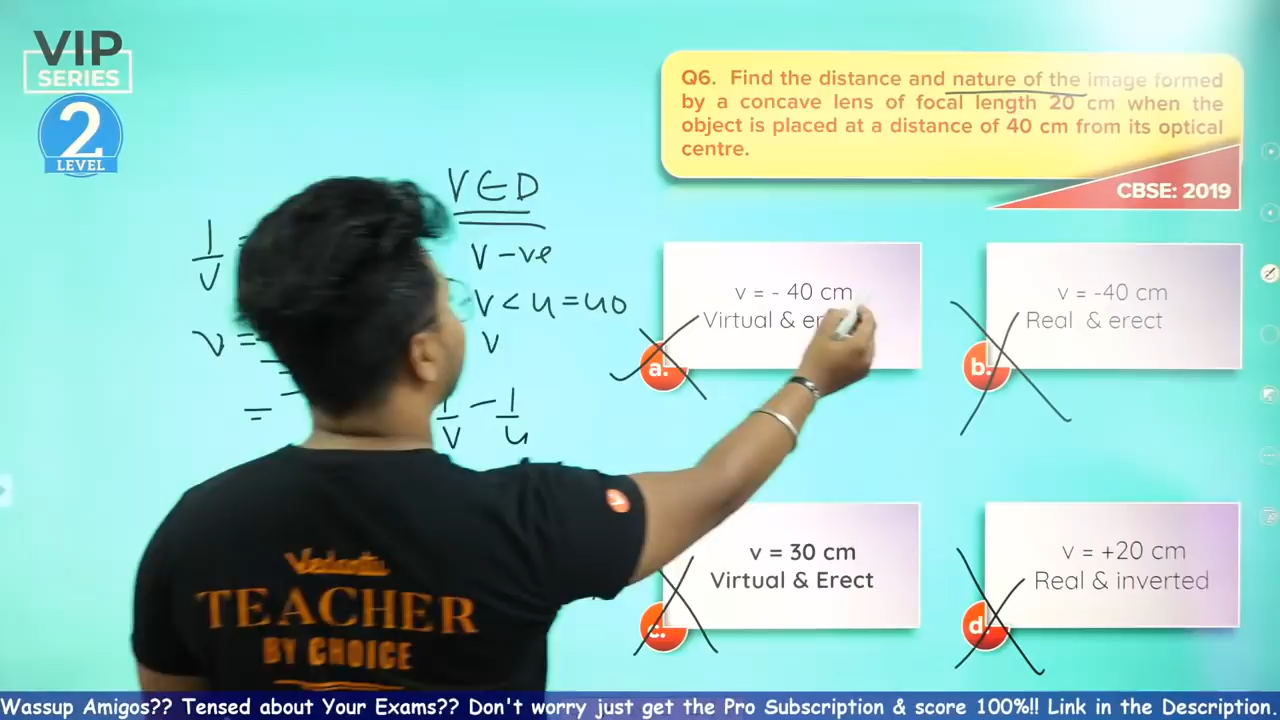 VIP
SERIES
2
LEVEL
Q6. Find the distance and nature of the image formed
by a concave lens of focal length 20 cm when the
object is placed at a distance of 40 cm from its optical
centre.
CBSE: 2019
VED
V -ve
V < u = 40
V
1/V =
v =
=
1/V - 1/u
v = - 40 cm
Virtual & er
a.
v = -40 cm
Real & erect
b.
v = 30 cm
Virtual & Erect
c.
v = +20 cm
Real & inverted
d.
Vedantu
TEACHER
BY CHOICE
Wassup Amigos?? Tensed about Your Exams?? Don't worry just get the Pro Subscription & score 100%!! Link in the Description.